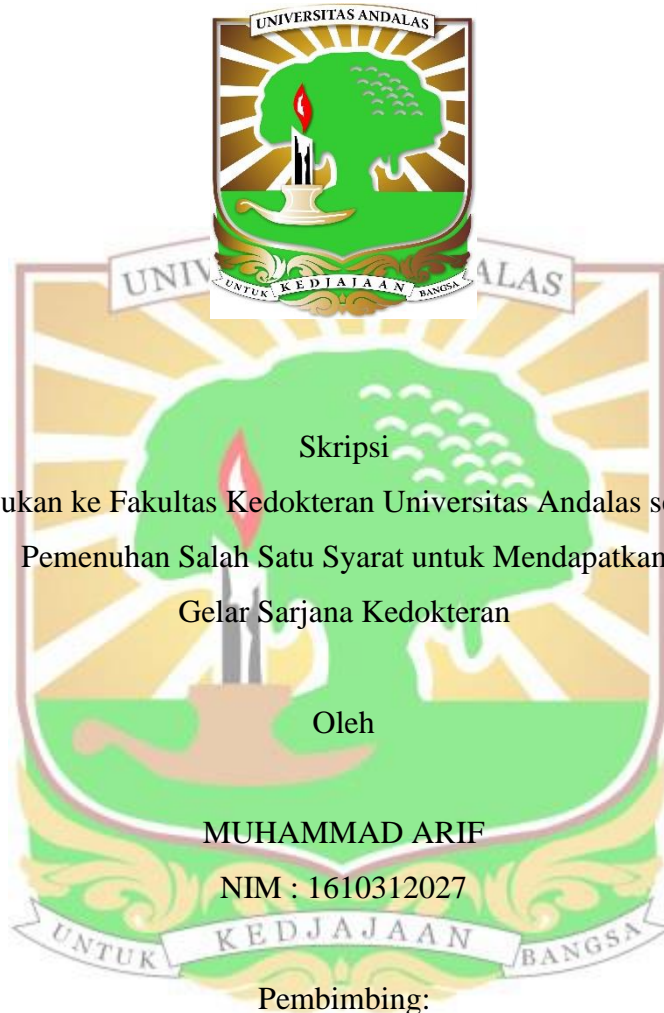 UNIVERSITAS ANDALAS
UNTUK KEDJAJAAN BANGSA
UNIV ALAS
Skripsi
ukan ke Fakultas Kedokteran Universitas Andalas se
Pemenuhan Salah Satu Syarat untuk Mendapatkan
Gelar Sarjana Kedokteran
Oleh
MUHAMMAD ARIF
NIM : 1610312027
UNTUK KEDJAJAAN BANGSA
Pembimbing: